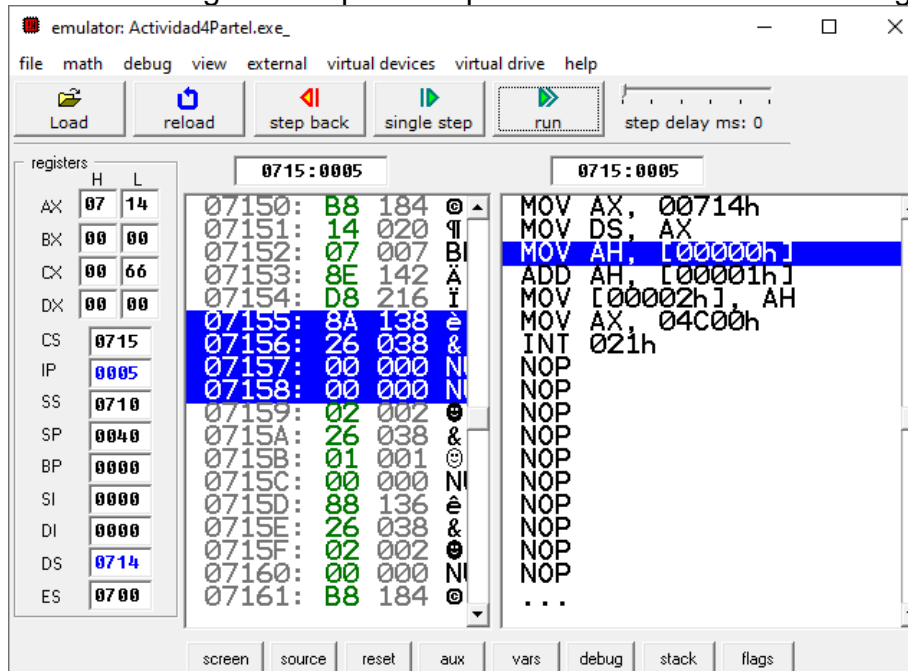 emulator: Actividad4ParteI.exe_
file math debug view external virtual devices virtual drive help
Load reload step back single step run step delay ms: 0
registers
H L
0715:0005 0715:0005
AX 07 14
BX 00 00
CX 00 66
DX 00 00
CS 0715
IP 0005
SS 0710
SP 0040
BP 0000
SI 0000
DI 0000
DS 0714
ES 0700
07150: B8 184 ©
07151: 14 020 ¶
07152: 07 007
07153: 8E 142 Ä
07154: D8 216 Ï
07155: 8A 138 è
07156: 26 038 &
07157: 00 000
07158: 00 000
07159: 02 002 ☻
0715A: 26 038 &
0715B: 01 001 ☺
0715C: 00 000
0715D: 88 136 ê
0715E: 26 038 &
0715F: 02 002 ☻
07160: 00 000
07161: B8 184 ©
MOV AX, 00714h
MOV DS, AX
MOV AH, [00000h]
ADD AH, [00001h]
MOV [00002h], AH
MOV AX, 04C00h
INT 021h
NOP
NOP
NOP
NOP
NOP
NOP
NOP
NOP
NOP
NOP
...
screen source reset aux vars debug stack flags